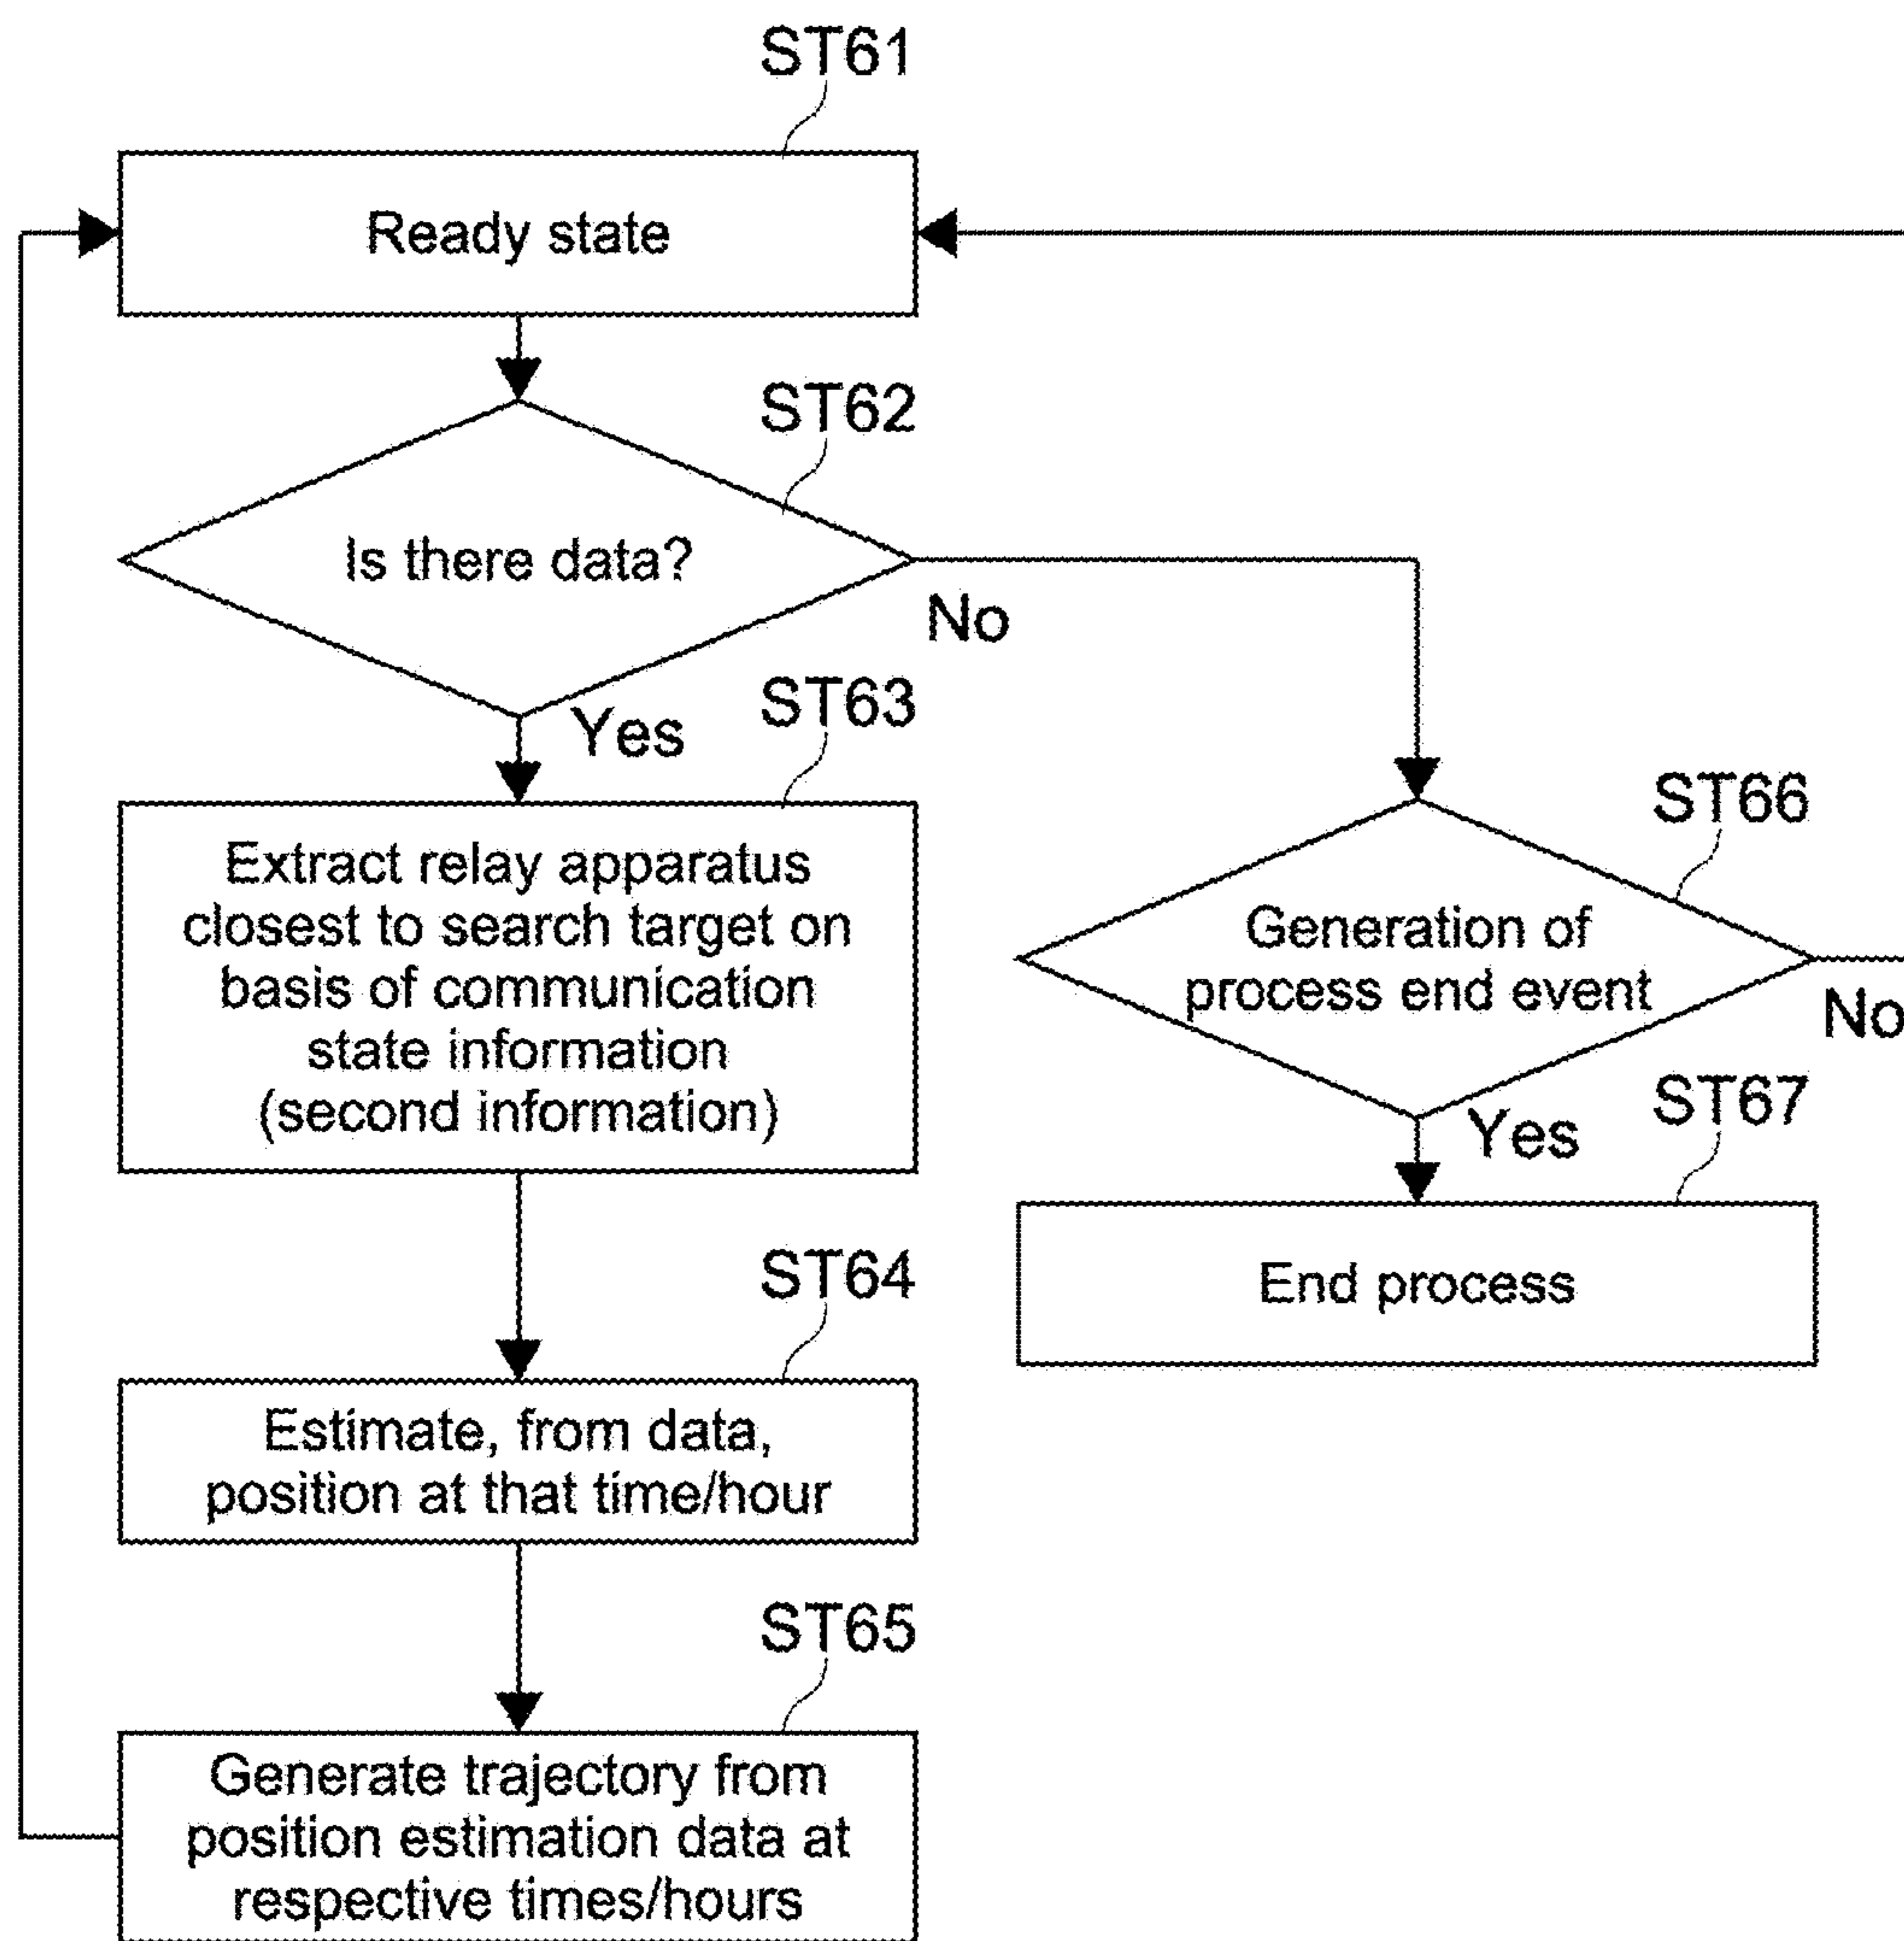 ST61
Ready state
ST62
Is there data?
No
Yes
ST63
Extract relay apparatus
closest to search target on
basis of communication
state information
(second information)
ST64
Estimate, from data,
position at that time/hour
ST65
Generate trajectory from
position estimation data at
respective times/hours
ST66
Generation of
process end event
No
Yes
ST67
End process